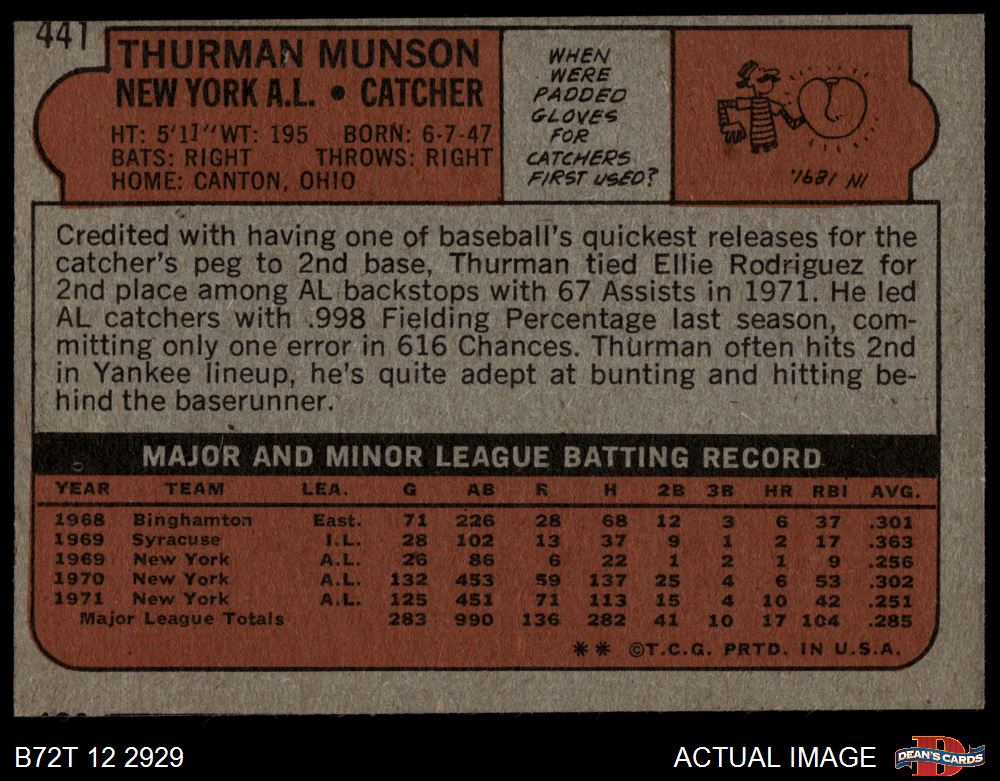 441
THURMAN MUNSON
NEW YORK A.L. • CATCHER
HT: 5'11" WT: 195 BORN: 6-7-47
BATS: RIGHT THROWS: RIGHT
HOME: CANTON, OHIO
WHEN
WERE
PADDED
GLOVES
FOR
CATCHERS
FIRST USED?
IN 1891.
Credited with having one of baseball's quickest releases for the
catcher's peg to 2nd base, Thurman tied Ellie Rodriguez for
2nd place among AL backstops with 67 Assists in 1971. He led
AL catchers with .998 Fielding Percentage last season, com-
mitting only one error in 616 Chances. Thurman often hits 2nd
in Yankee lineup, he's quite adept at bunting and hitting be-
hind the baserunner.
MAJOR AND MINOR LEAGUE BATTING RECORD
YEAR TEAM LEA. G AB R H 2B 3B HR RBI AVG.
1968 Binghamton East. 71 226 28 68 12 3 6 37 .301
1969 Syracuse I.L. 28 102 13 37 9 1 2 17 .363
1969 New York A.L. 26 86 6 22 1 2 1 9 .256
1970 New York A.L. 132 453 59 137 25 4 6 53 .302
1971 New York A.L. 125 451 71 113 15 4 10 42 .251
Major League Totals 283 990 136 282 41 10 17 104 .285
** ©T.C.G. PRTD. IN U.S.A.
B72T 12 2929
ACTUAL IMAGE
D
DEAN'S CARDS